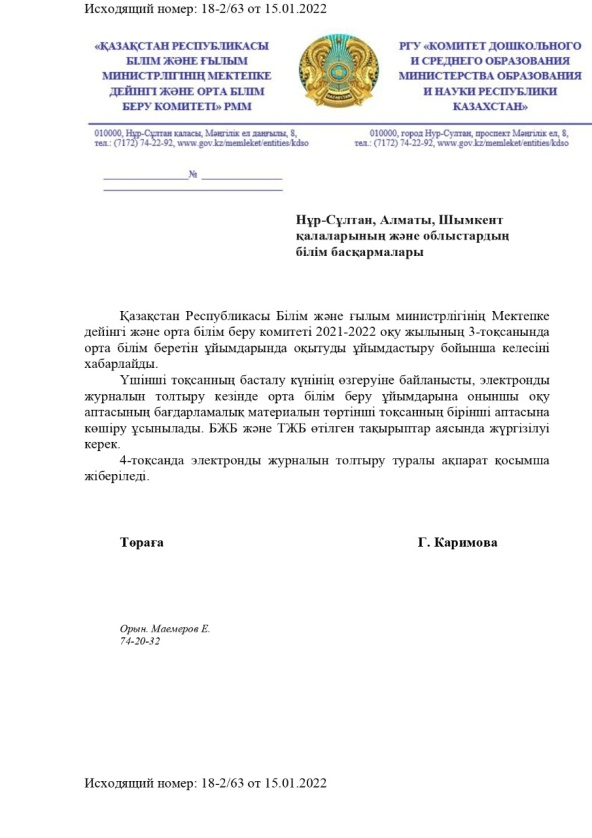 Исходящий номер: 18-2/63 от 15.01.2022
«ҚАЗАҚСТАН РЕСПУБЛИКАСЫ
БІЛІМ ЖӘНЕ ҒЫЛЫМ
МИНИСТРЛІГІНІҢ МЕКТЕПКЕ
ДЕЙІНГІ ЖӘНЕ ОРТА БІЛІМ
БЕРУ КОМИТЕТІ» РММ
ҚАЗАҚСТАН
РГУ «КОМИТЕТ ДОШКОЛЬНОГО
И СРЕДНЕГО ОБРАЗОВАНИЯ
МИНИСТЕРСТВА ОБРАЗОВАНИЯ
И НАУКИ РЕСПУБЛИКИ
КАЗАХСТАН»
010000, Нұр-Сұлтан қаласы, Мәңгілік ел даңғылы, 8,
тел.: (7172) 74-22-92, www.gov.kz/memleket/entities/kdso
010000, город Нур-Султан, проспект Мәңгілік ел, 8,
тел.: (7172) 74-22-92, www.gov.kz/memleket/entities/kdso
_________________№ ________________
Нұр-Сұлтан, Алматы, Шымкент
қалаларының және облыстардың
білім басқармалары
Қазақстан Республикасы Білім және ғылым министрлігінің Мектепке
дейінгі және орта білім беру комитеті 2021-2022 оқу жылының 3-тоқсанында
орта білім беретін ұйымдарында оқытуды ұйымдастыру бойынша келесіні
хабарлайды.
Үшінші тоқсанның басталу күнінің өзгеруіне байланысты, электронды
журналын толтыру кезінде орта білім беру ұйымдарына оныншы оқу
аптасының бағдарламалық материалын төртінші тоқсанның бірінші аптасына
көшіру ұсынылады. БЖБ және ТЖБ өтілген тақырыптар аясында жүргізілуі
керек.
4-тоқсанда электронды журналын толтыру туралы ақпарат қосымша
жіберіледі.
Төраға Г. Каримова
Орын. Маемеров Е.
74-20-32
Исходящий номер: 18-2/63 от 15.01.2022